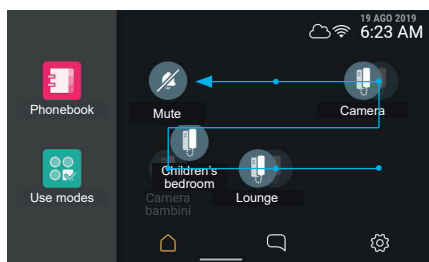 19 AGO 2019
6:23 AM
Phonebook
Mute
Camera
Children's
bedroom
Use modes
Camera
bambini
Lounge